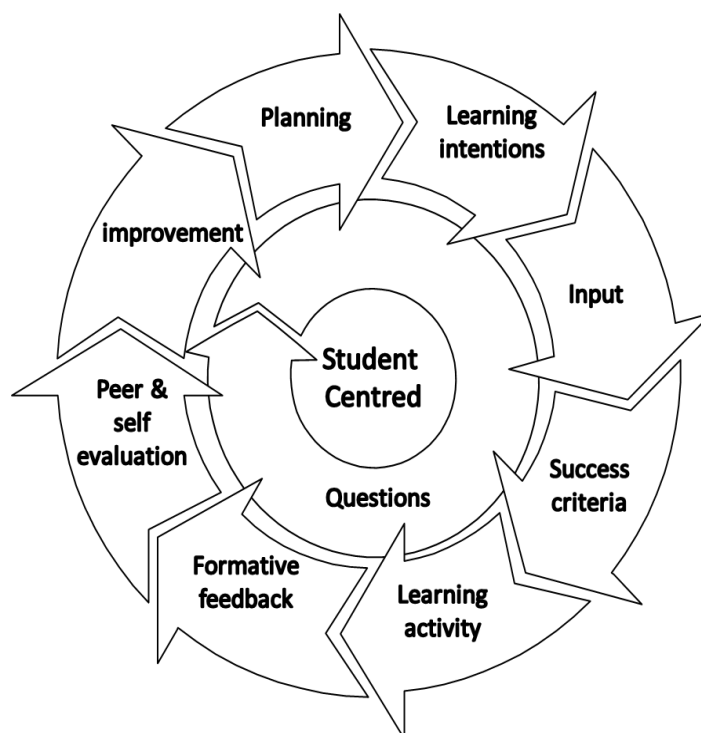 Planning
Learning
intentions
Input
Success
criteria
Learning
activity
Formative
feedback
Peer &
self
evaluation
improvement
Student
Centred
Questions